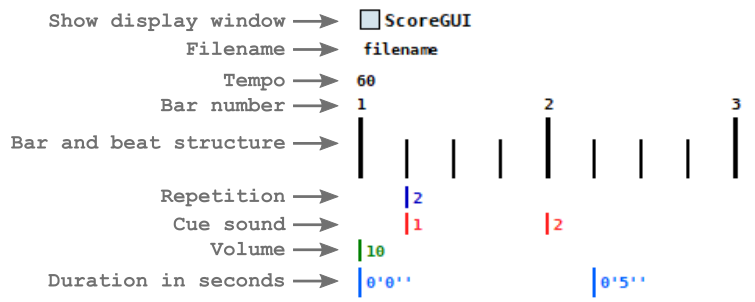 Show display window ScoreGUI
Filename filename
Tempo 60
Bar number 1 2 3
Bar and beat structure
Repetition 2
Cue sound 1 2
Volume 10
Duration in seconds 0'0'' 0'5''